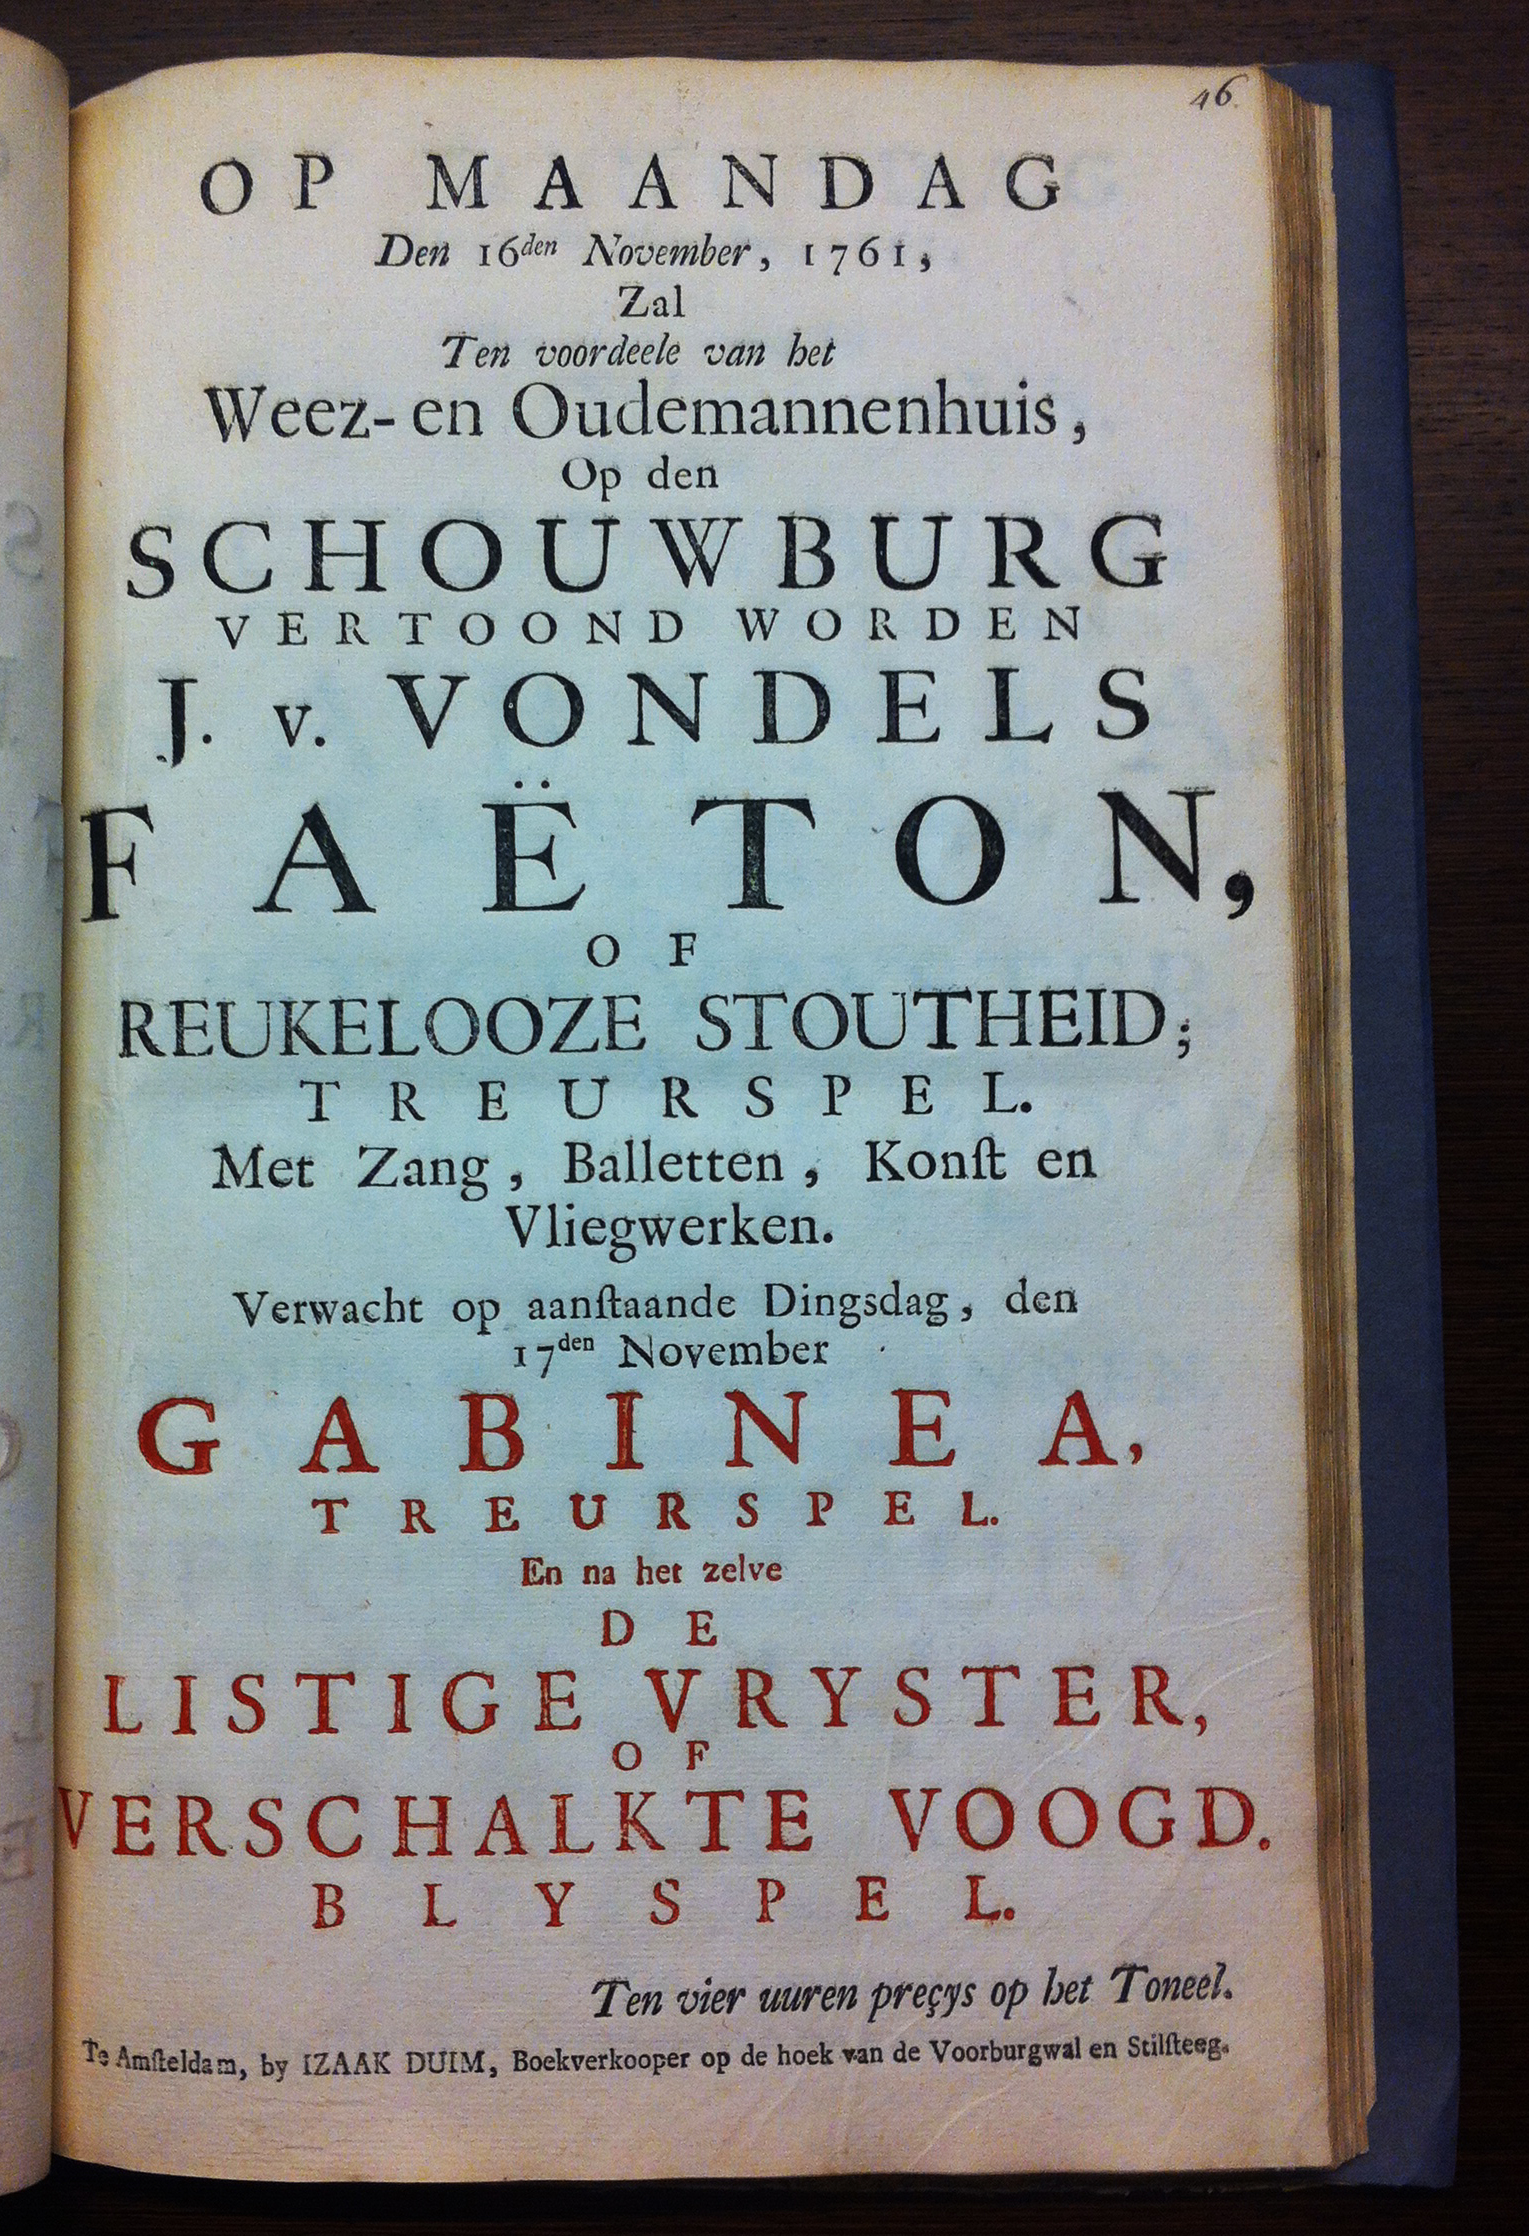 46.
OP MAANDAG
Den 16den November, 1761,
Zal
Ten voordeele van het
Weez- en Oudemannenhuis,
Op den
SCHOUWBURG
VERTOOND WORDEN
J. v. VONDELS
FAËTON,
OF
REUKELOOZE STOUTHEID;
TREURSPEL.
Met Zang, Balletten, Konſt en
Vliegwerken.
Verwacht op aanſtaande Dingsdag, den
17den November
GABINEA,
TREURSPEL.
En na het zelve
DE
LISTIGE VRYSTER,
OF
VERSCHALKTE VOOGD.
BLYSPEL.
Ten vier uuren preçys op het Toneel.
Te Amſteldam, by IZAAK DUIM, Boekverkooper op de hoek van de Voorburgwal en Stilſteeg.